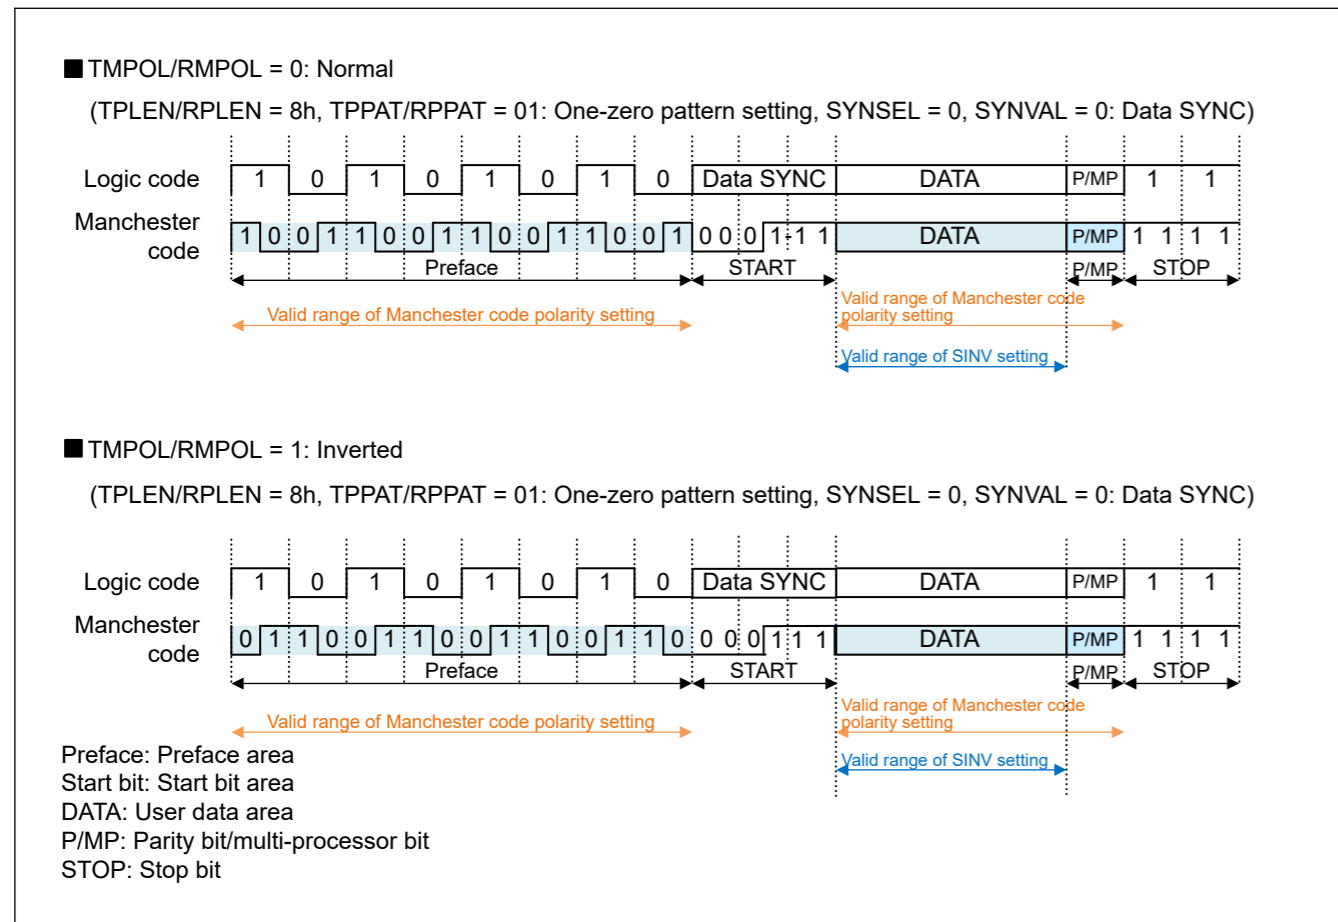 ■ TMPOL/RMPOL = 0: Normal
(TPLEN/RPLEN = 8h, TPPAT/RPPAT = 01: One-zero pattern setting, SYNSEL = 0, SYNVAL = 0: Data SYNC)
Logic code 1 0 1 0 1 0 1 0 Data SYNC DATA P/MP 1 1
Manchester
code 1 0 0 1 1 0 0 1 1 0 0 1 1 0 0 1 0 0 0 1-1 1 DATA P/MP 1 1 1 1
Preface START P/MP STOP
Valid range of Manchester code polarity setting
Valid range of Manchester code
polarity setting
Valid range of SINV setting
■ TMPOL/RMPOL = 1: Inverted
(TPLEN/RPLEN = 8h, TPPAT/RPPAT = 01: One-zero pattern setting, SYNSEL = 0, SYNVAL = 0: Data SYNC)
Logic code 1 0 1 0 1 0 1 0 Data SYNC DATA P/MP 1 1
Manchester
code 0 1 1 0 0 1 1 0 0 1 1 0 0 1 1 0 0 0 0 1 1 1 DATA P/MP 1 1 1 1
Preface START P/MP STOP
Valid range of Manchester code polarity setting
Valid range of Manchester code
polarity setting
Valid range of SINV setting
Preface: Preface area
Start bit: Start bit area
DATA: User data area
P/MP: Parity bit/multi-processor bit
STOP: Stop bit